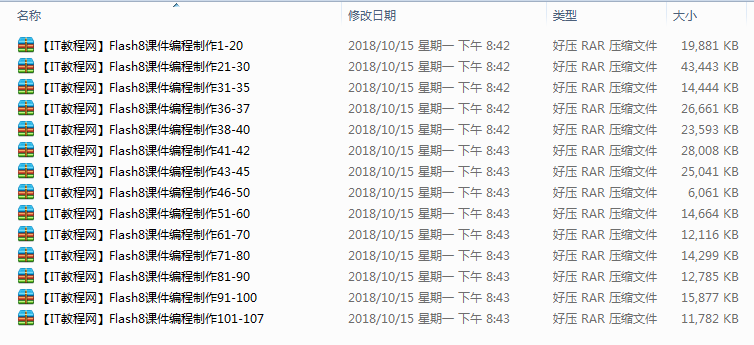 名称 修改日期 类型 大小
【IT教程网】Flash8课件编程制作1-20 2018/10/15 星期一 下午 8:42 好压 RAR 压缩文件 19,881 KB
【IT教程网】Flash8课件编程制作21-30 2018/10/15 星期一 下午 8:42 好压 RAR 压缩文件 43,443 KB
【IT教程网】Flash8课件编程制作31-35 2018/10/15 星期一 下午 8:42 好压 RAR 压缩文件 14,444 KB
【IT教程网】Flash8课件编程制作36-37 2018/10/15 星期一 下午 8:42 好压 RAR 压缩文件 26,661 KB
【IT教程网】Flash8课件编程制作38-40 2018/10/15 星期一 下午 8:42 好压 RAR 压缩文件 23,593 KB
【IT教程网】Flash8课件编程制作41-42 2018/10/15 星期一 下午 8:43 好压 RAR 压缩文件 28,008 KB
【IT教程网】Flash8课件编程制作43-45 2018/10/15 星期一 下午 8:43 好压 RAR 压缩文件 25,041 KB
【IT教程网】Flash8课件编程制作46-50 2018/10/15 星期一 下午 8:43 好压 RAR 压缩文件 6,061 KB
【IT教程网】Flash8课件编程制作51-60 2018/10/15 星期一 下午 8:43 好压 RAR 压缩文件 14,664 KB
【IT教程网】Flash8课件编程制作61-70 2018/10/15 星期一 下午 8:43 好压 RAR 压缩文件 12,116 KB
【IT教程网】Flash8课件编程制作71-80 2018/10/15 星期一 下午 8:43 好压 RAR 压缩文件 14,299 KB
【IT教程网】Flash8课件编程制作81-90 2018/10/15 星期一 下午 8:43 好压 RAR 压缩文件 12,785 KB
【IT教程网】Flash8课件编程制作91-100 2018/10/15 星期一 下午 8:43 好压 RAR 压缩文件 15,877 KB
【IT教程网】Flash8课件编程制作101-107 2018/10/15 星期一 下午 8:43 好压 RAR 压缩文件 11,782 KB